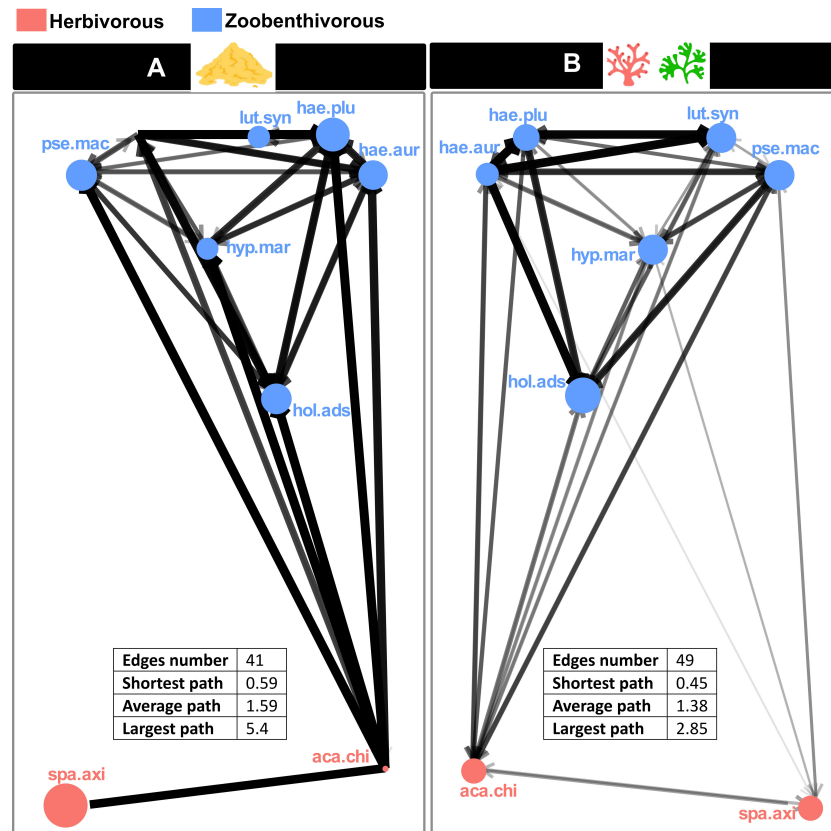 Herbivorous Zoobenthivorous
A
B
lut.syn
hae.plu
pse.mac
hae.aur
hyp.mar
hol.ads
Edges number 41
Shortest path 0.59
Average path 1.59
Largest path 5.4
aca.chi
spa.axi
hae.plu
lut.syn
hae.aur
pse.mac
hyp.mar
hol.ads
Edges number 49
Shortest path 0.45
Average path 1.38
Largest path 2.85
aca.chi
spa.axi